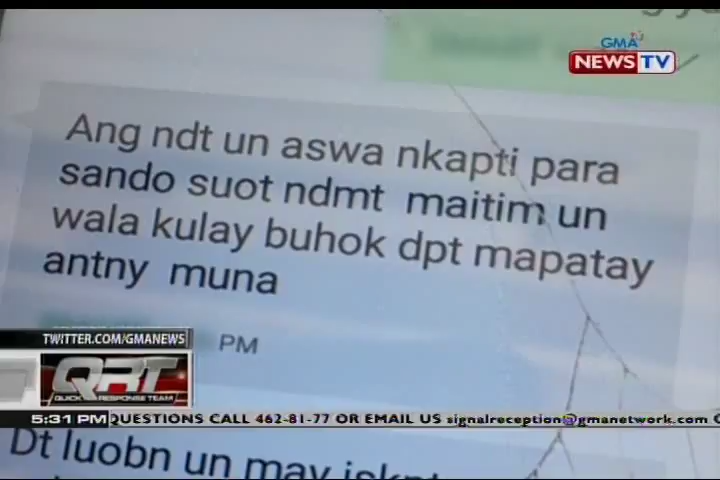 GMA
NEWS TV
Ang ndt un aswa nkapti para
sando suot ndmt maitim un
wala kulay buhok dpt mapatay
antny muna
PM
TWITTER.COM/GMANEWS
QRT
QUICK RESPONSE TEAM
5:31 PM QUESTIONS CALL 462-81-77 OR EMAIL US signalreception@gmanetwork.com
Dt luobn un may